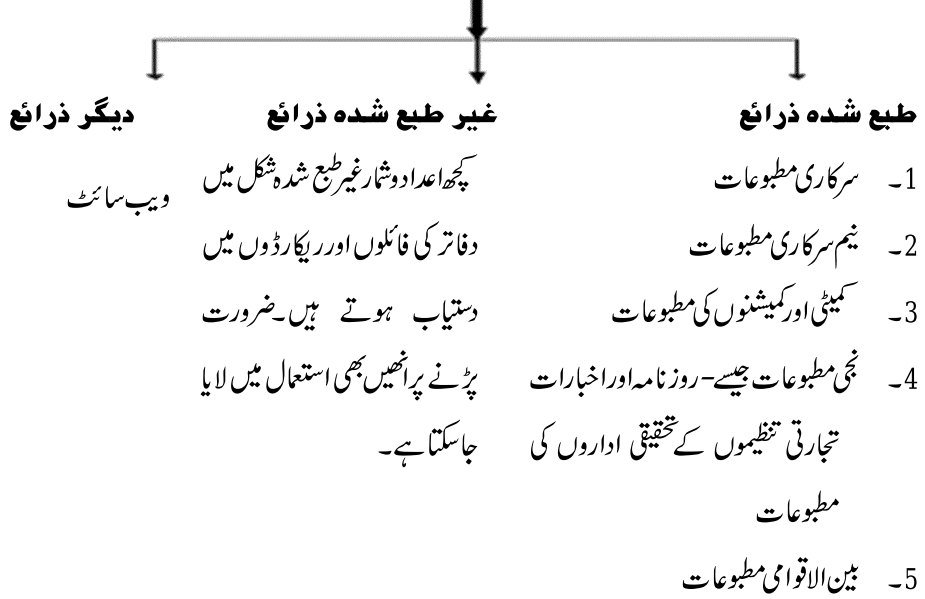 طبع شدہ ذرائع
1۔ سرکاری مطبوعات
2۔ نیم سرکاری مطبوعات
3۔ کمیٹی اور کمیشنوں کی مطبوعات
4۔ نجی مطبوعات جیسے- روزنامہ اور اخبارات
تجارتی تنظیموں کے تحقیقی اداروں کی
مطبوعات
5۔ بین الاقوامی مطبوعات
غیر طبع شدہ ذرائع
کچھ اعداد و شمار غیر طبع شدہ شکل میں
دفاتر کی فائلوں اور ریکارڈوں میں
دستیاب ہوتے ہیں۔ ضرورت
پڑنے پر انھیں بھی استعمال میں لایا
جاسکتا ہے۔
دیگر ذرائع
ویب سائٹ